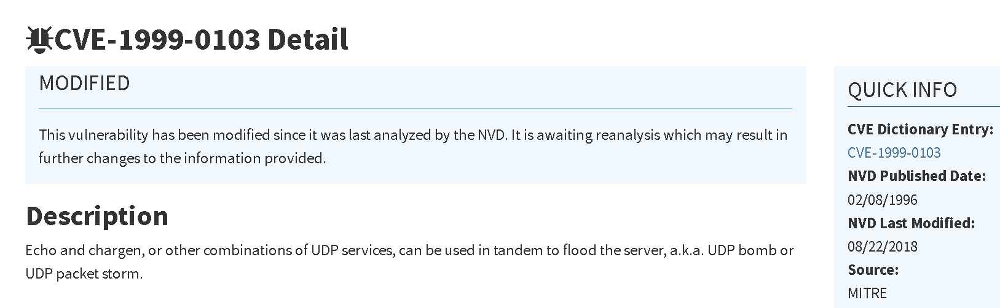 CVE-1999-0103 Detail
MODIFIED
This vulnerability has been modified since it was last analyzed by the NVD. It is awaiting reanalysis which may result in
further changes to the information provided.
Description
Echo and chargen, or other combinations of UDP services, can be used in tandem to flood the server, a.k.a. UDP bomb or
UDP packet storm.
QUICK INFO
CVE Dictionary Entry:
CVE-1999-0103
NVD Published Date:
02/08/1996
NVD Last Modified:
08/22/2018
Source:
MITRE